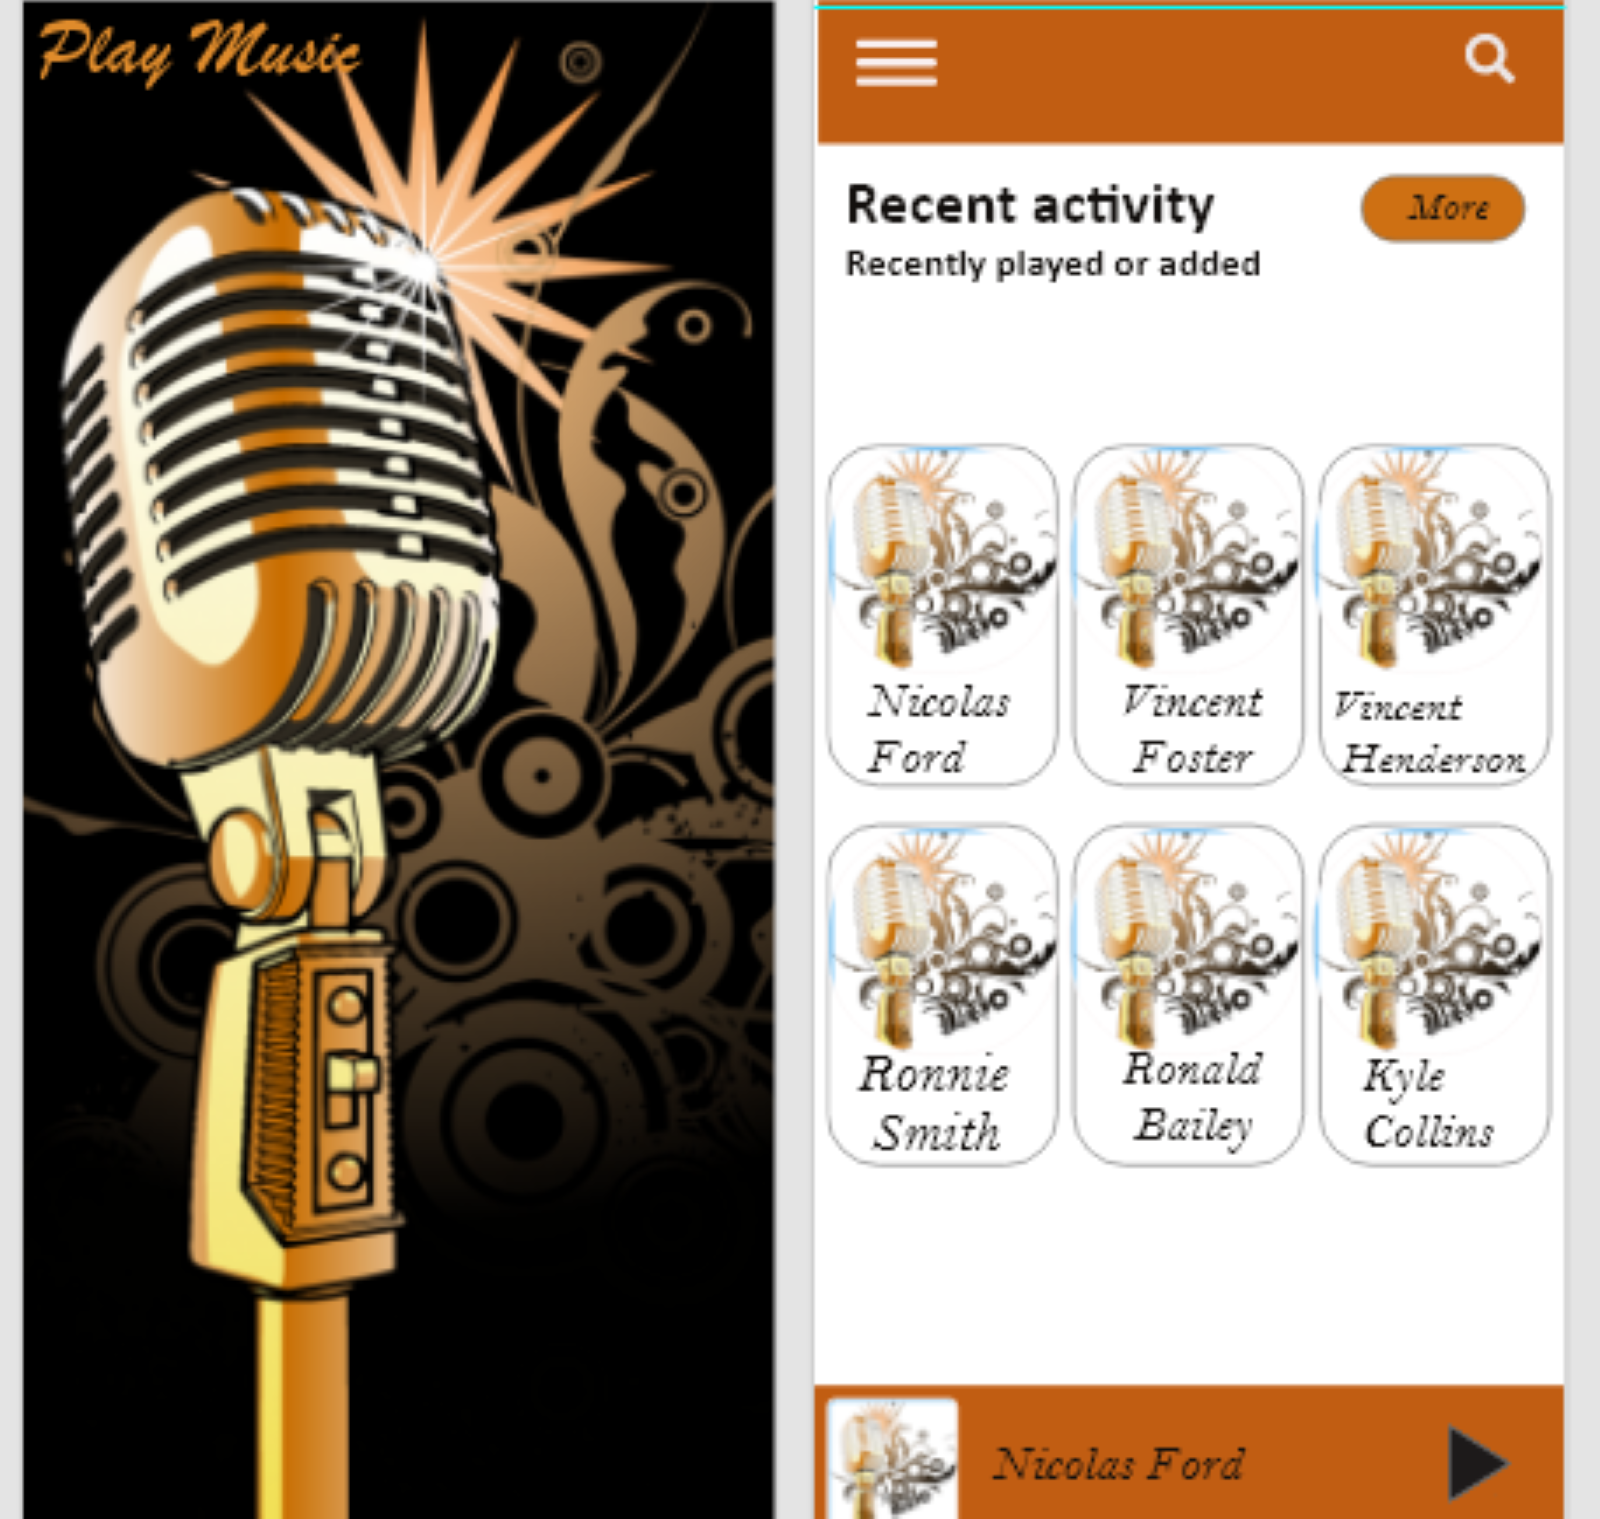 Play Music
Recent activity
More
Recently played or added
Nicolas
Ford
Vincent
Foster
Vincent
Henderson
Ronnie
Smith
Ronald
Bailey
Kyle
Collins
Nicolas Ford